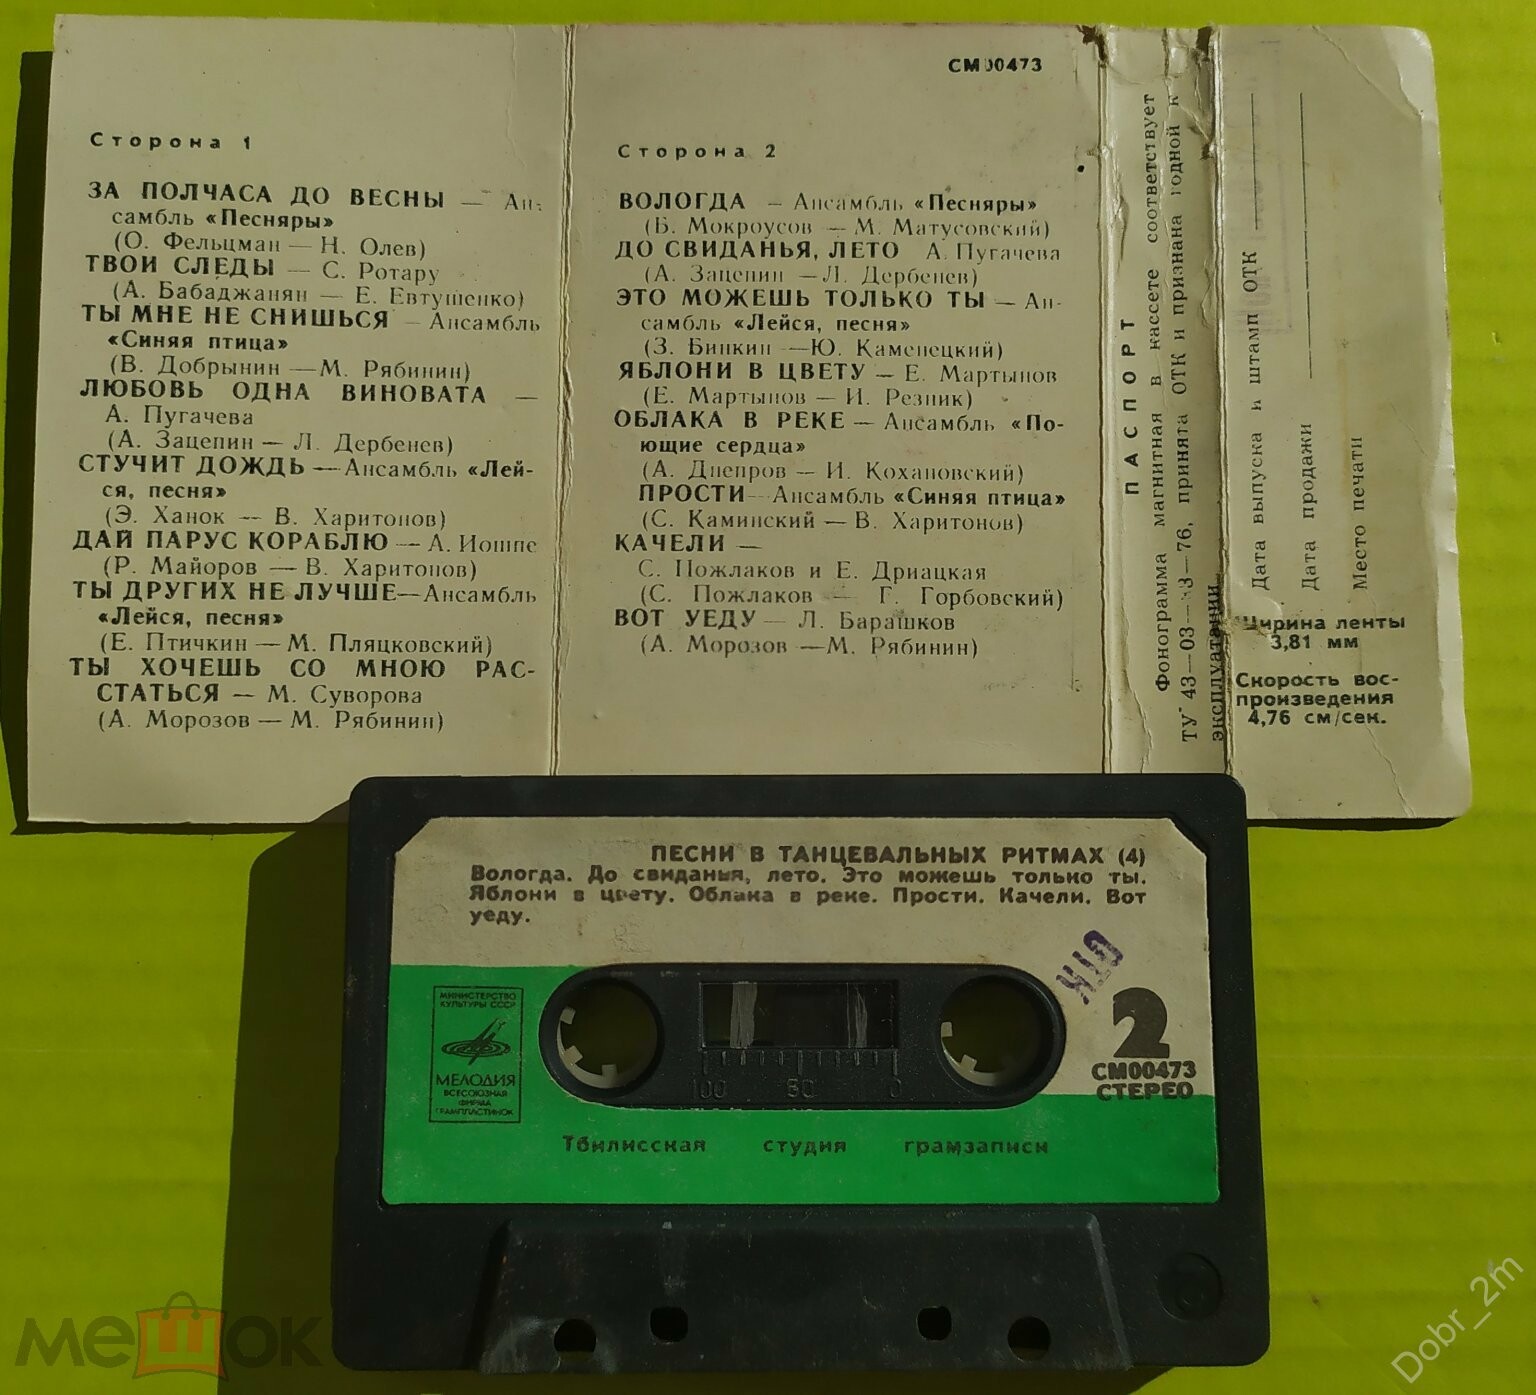 СМ00473
Сторона 1
ЗА ПОЛЧАСА ДО ВЕСНЫ — Ан-
самбль «Песняры»
(О. Фельцман — Н. Олев)
ТВОИ СЛЕДЫ — С. Ротару
(А. Бабаджанян — Е. Евтушенко)
ТЫ МНЕ НЕ СНИШЬСЯ — Ансамбль
«Синяя птица»
(В. Добрынин — М. Рябинин)
ЛЮБОВЬ ОДНА ВИНОВАТА —
А. Пугачева
(А. Зацепин — Л. Дербенев)
СТУЧИТ ДОЖДЬ — Ансамбль «Лей-
ся, песня»
(Э. Ханок — В. Харитонов)
ДАЙ ПАРУС КОРАБЛЮ — А. Иошпе
(Р. Майоров — В. Харитонов)
ТЫ ДРУГИХ НЕ ЛУЧШЕ — Ансамбль
«Лейся, песня»
(Е. Птичкин — М. Пляцковский)
ТЫ ХОЧЕШЬ СО МНОЮ РАС-
СТАТЬСЯ — М. Суворова
(А. Морозов — М. Рябинин)
Сторона 2
ВОЛОГДА — Ансамбль «Песняры»
(Б. Мокроусов — М. Матусовский)
ДО СВИДАНЬЯ, ЛЕТО А. Пугачева
(А. Зацепин — Л. Дербенев)
ЭТО МОЖЕШЬ ТОЛЬКО ТЫ — Ан-
самбль «Лейся, песня»
(З. Бинкин — Ю. Каменецкий)
ЯБЛОНИ В ЦВЕТУ — Е. Мартынов
(Е. Мартынов — И. Резник)
ОБЛАКА В РЕКЕ — Ансамбль «По-
ющие сердца»
(А. Днепров — И. Кохановский)
ПРОСТИ — Ансамбль «Синяя птица»
(С. Каминский — В. Харитонов)
КАЧЕЛИ —
С. Пожлаков и Е. Дриацкая
(С. Пожлаков — Г. Горбовский)
ВОТ УЕДУ — Л. Барашков
(А. Морозов — М. Рябинин)
ПАСПОРТ
Фонограмма магнитная в кассете соответствует
ТУ 43—03— —76, принята ОТК и признана годной к
эксплуатации.
Дата выпуска и штамп ОТК
Дата продажи
Место печати
Ширина ленты
3,81 мм
Скорость вос-
произведения
4,76 см/сек.
ПЕСНИ В ТАНЦЕВАЛЬНЫХ РИТМАХ (4)
Вологда. До свиданья, лето. Это можешь только ты.
Яблони в цвету. Облака в реке. Прости. Качели. Вот
уеду.
ОТК
МИНИСТЕРСТВО
КУЛЬТУРЫ СССР
МЕЛОДИЯ
ВСЕСОЮЗНАЯ
ФИРМА
ГРАМПЛАСТИНОК
100 50 0
2
СМ00473
СТЕРЕО
Тбилисская студия грамзаписи
мешок
Dobr_2m